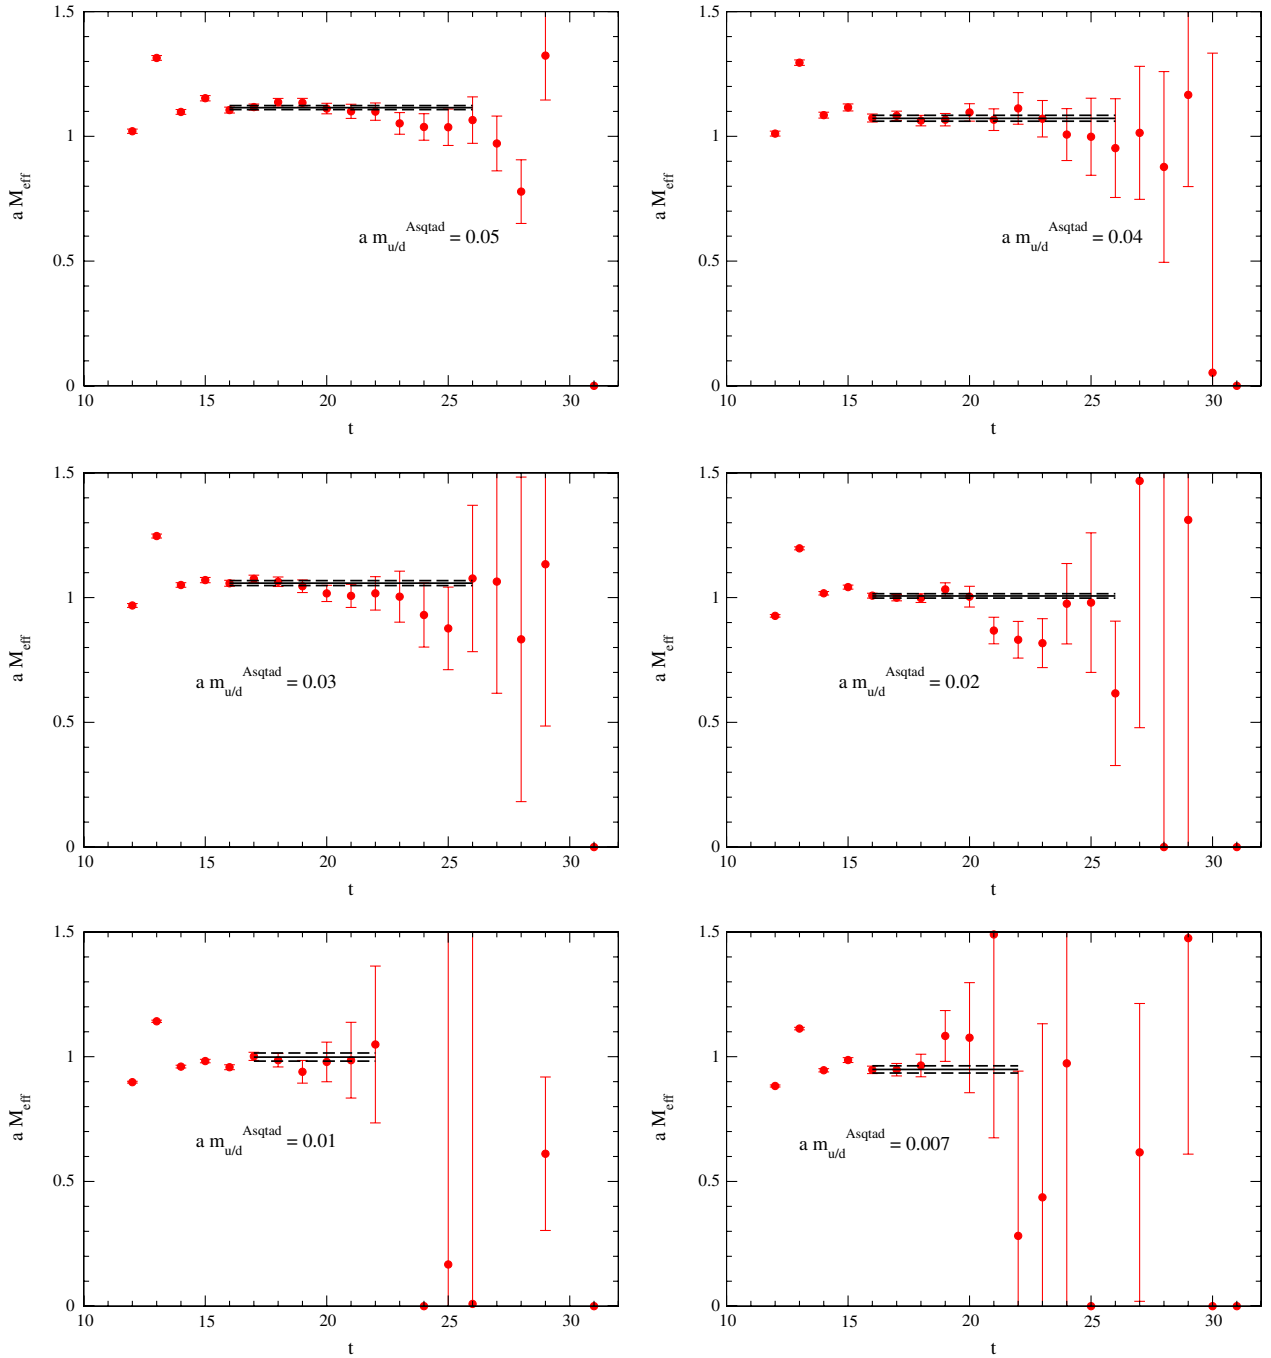 1.5
1
0.5
0
a M_eff
a m_u/d^Asqtad = 0.05
10 15 20 25 30
t
1.5
1
0.5
0
a M_eff
a m_u/d^Asqtad = 0.04
10 15 20 25 30
t
1.5
1
0.5
0
a M_eff
a m_u/d^Asqtad = 0.03
10 15 20 25 30
t
1.5
1
0.5
0
a M_eff
a m_u/d^Asqtad = 0.02
10 15 20 25 30
t
1.5
1
0.5
0
a M_eff
a m_u/d^Asqtad = 0.01
10 15 20 25 30
t
1.5
1
0.5
0
a M_eff
a m_u/d^Asqtad = 0.007
10 15 20 25 30
t